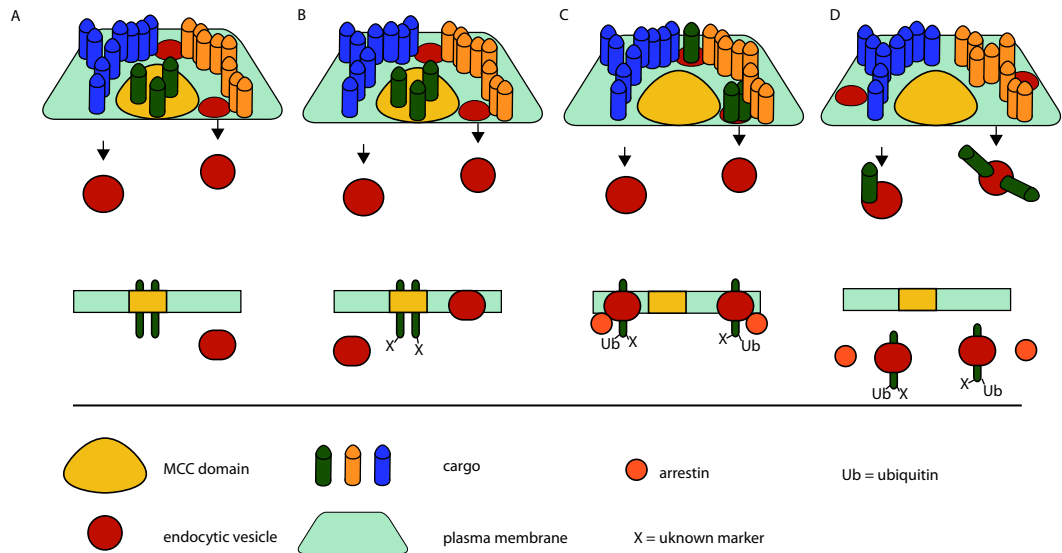 A
B
C
D
X X
Ub X
X Ub
Ub X
X Ub
MCC domain
cargo
arrestin
Ub = ubiquitin
endocytic vesicle
plasma membrane
X = uknown marker